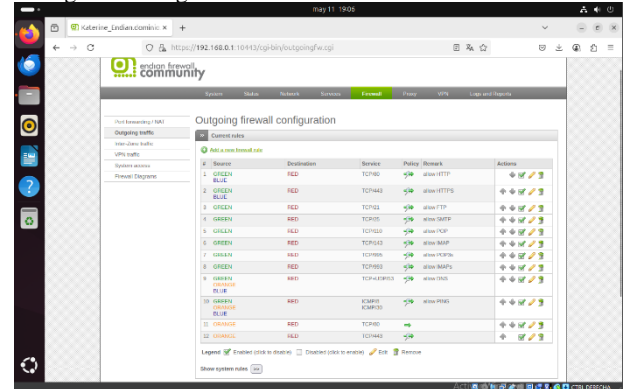 may 11 19:05
Katerine_Endian.dominic
https://192.168.0.1:10443/cgi-bin/outgoingfw.cgi
endian firewall
community
System Status Network Services Firewall Proxy VPN Logs and Reports
Port forwarding / NAT
Outgoing traffic
Inter-Zone traffic
VPN traffic
System access
Firewall Diagrams
Outgoing firewall configuration
Current rules
Add a new firewall rule
# Source Destination Service Policy Remark Actions
1 GREEN RED TCP/80 allow HTTP
BLUE
2 GREEN RED TCP/443 allow HTTPS
BLUE
3 GREEN RED TCP/21 allow FTP
4 GREEN RED TCP/25 allow SMTP
5 GREEN RED TCP/110 allow POP
6 GREEN RED TCP/143 allow IMAP
7 GREEN RED TCP/995 allow POP3s
8 GREEN RED TCP/993 allow IMAPs
9 GREEN RED TCP+UDP/53 allow DNS
ORANGE
BLUE
10 GREEN RED ICMP/8 allow PING
ORANGE ICMP/30
BLUE
11 ORANGE RED TCP/80
12 ORANGE RED TCP/443
Legend Enabled (click to disable) Disabled (click to enable) Edit Remove
Show system rules >>
CTRL DERECHA